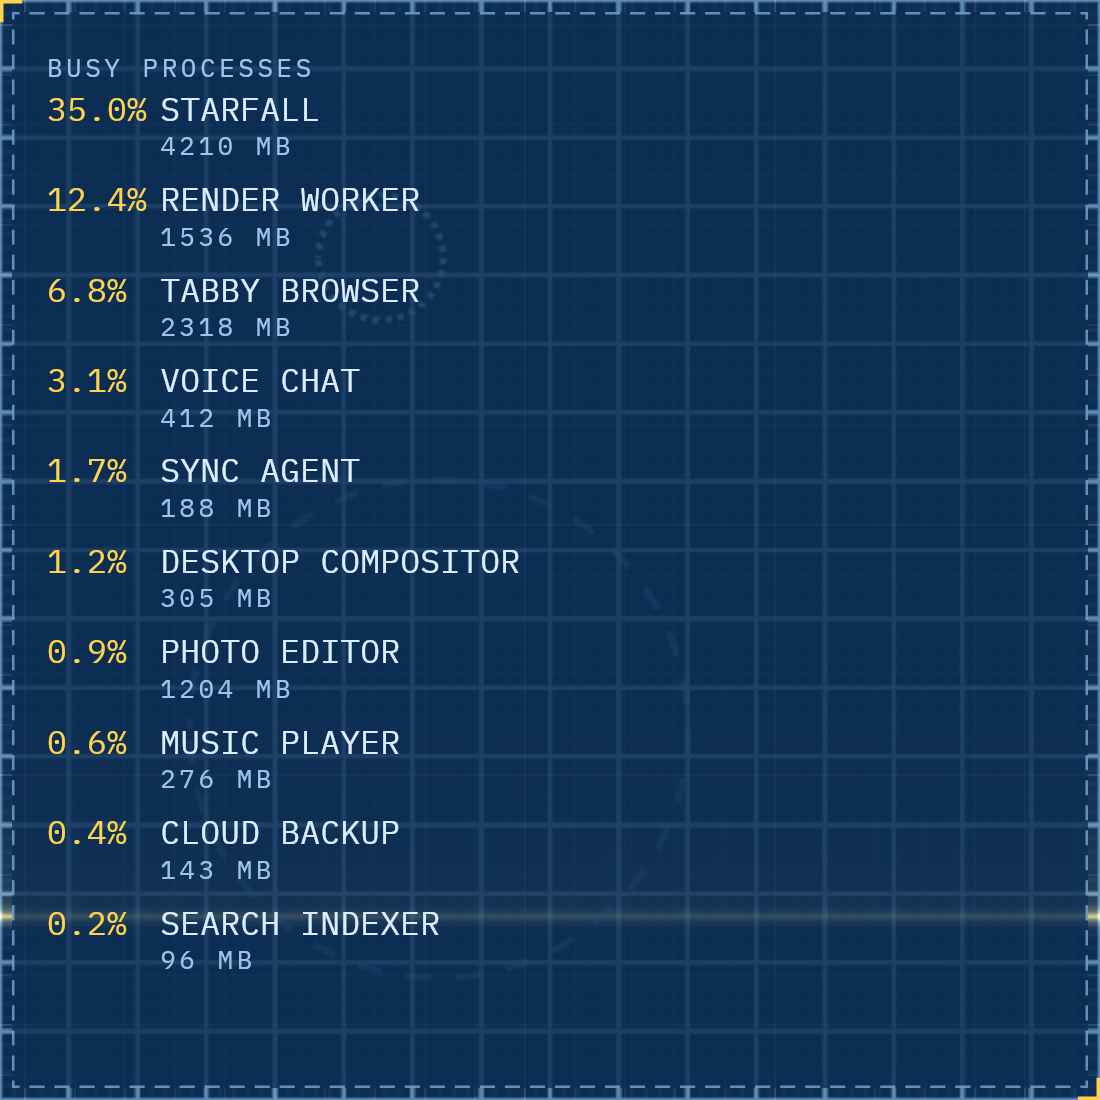 BUSY PROCESSES
35.0% STARFALL
4210 MB
12.4% RENDER WORKER
1536 MB
6.8% TABBY BROWSER
2318 MB
3.1% VOICE CHAT
412 MB
1.7% SYNC AGENT
188 MB
1.2% DESKTOP COMPOSITOR
305 MB
0.9% PHOTO EDITOR
1204 MB
0.6% MUSIC PLAYER
276 MB
0.4% CLOUD BACKUP
143 MB
0.2% SEARCH INDEXER
96 MB